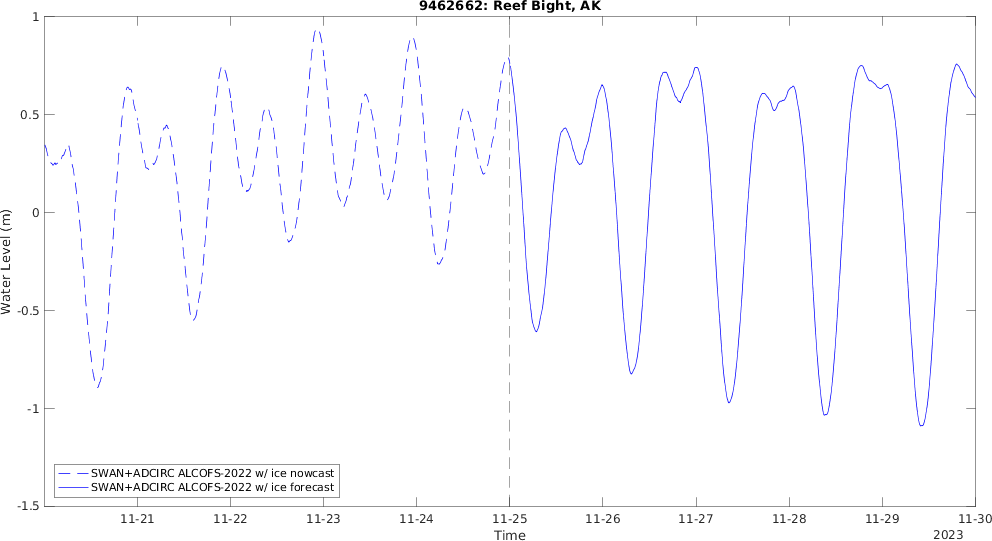 9462662: Reef Bight, AK
1
0.5
0
-0.5
-1
-1.5
Water Level (m)
SWAN+ADCIRC ALCOFS-2022 w/ ice nowcast
SWAN+ADCIRC ALCOFS-2022 w/ ice forecast
11-21 11-22 11-23 11-24 11-25 11-26 11-27 11-28 11-29 11-30
Time
2023